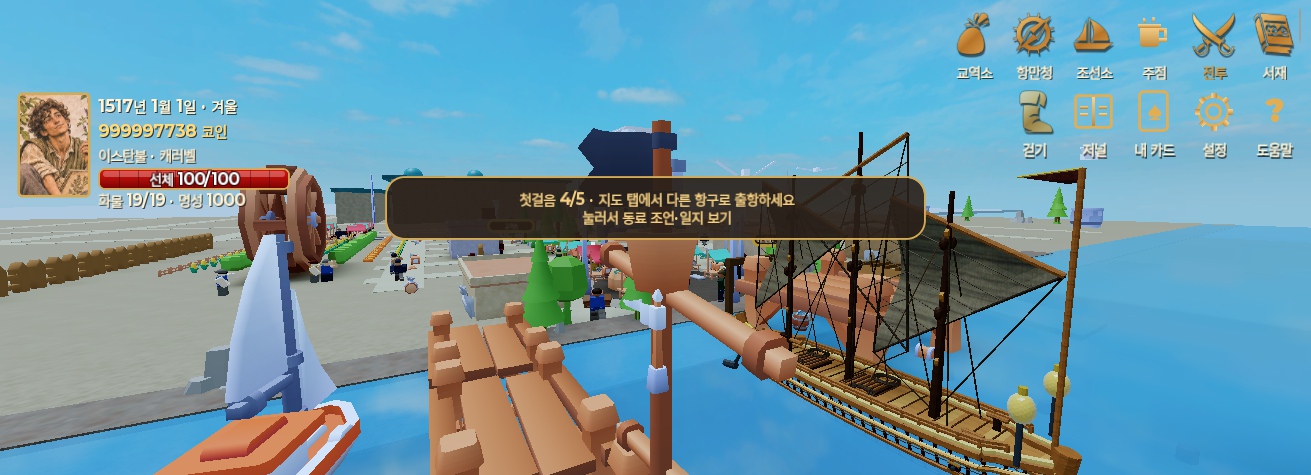 교역소
항만청
조선소
주점
전투
서재
걷기
저널
내 카드
설정
?
도움말
1517년 1월 1일 · 겨울
999997738 코인
이스탄불 · 캐러벨
선체 100/100
화물 19/19 · 명성 1000
첫걸음 4/5 · 지도 탭에서 다른 항구로 출항하세요
눌러서 동료 조언·일지 보기